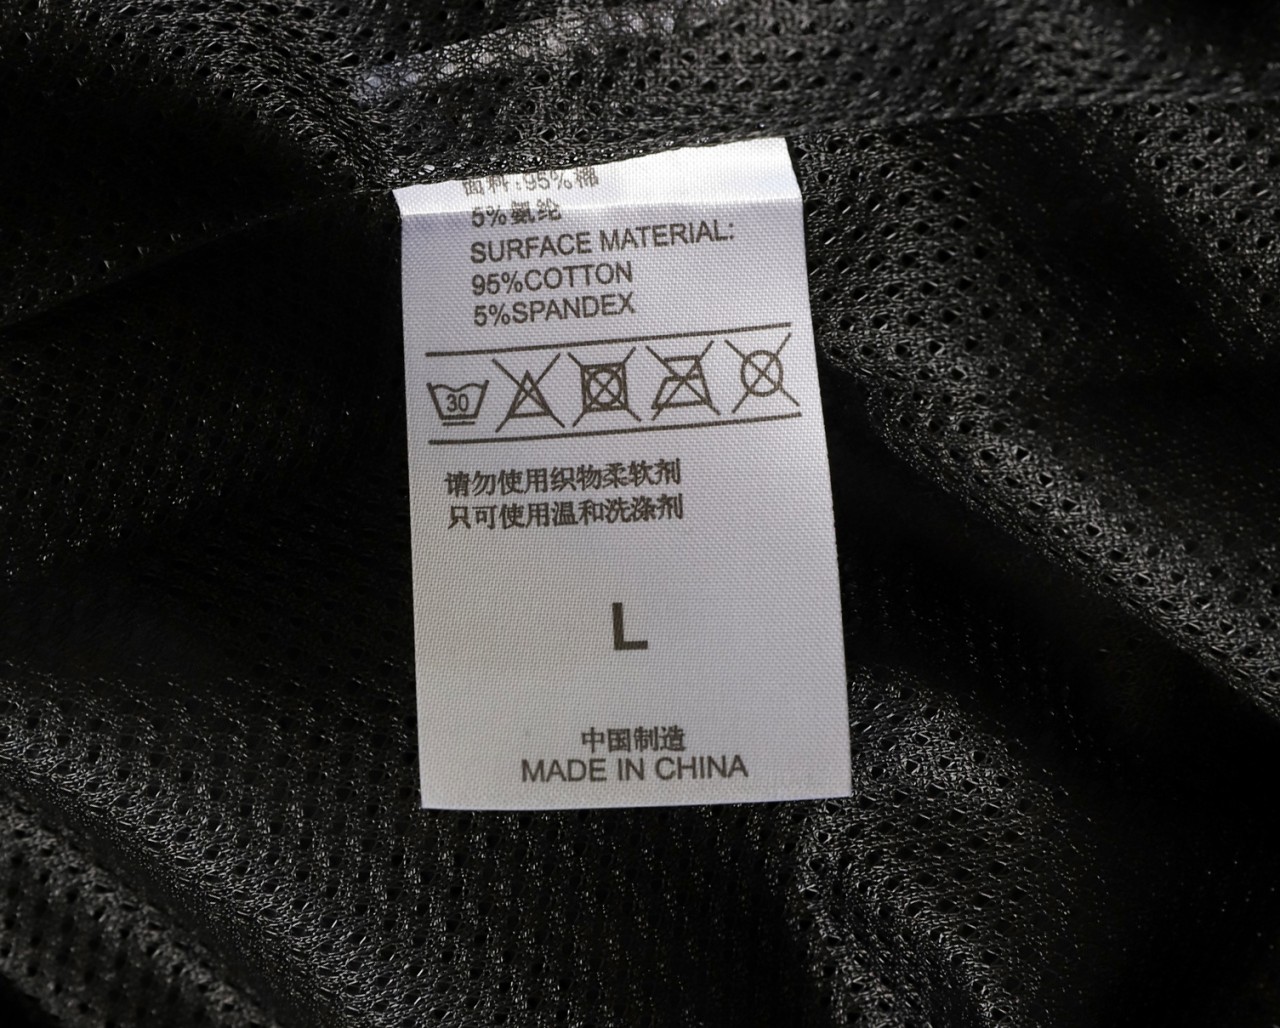 面料:95%棉
5%氨纶
SURFACE MATERIAL:
95%COTTON
5%SPANDEX
30
请勿使用织物柔软剂
只可使用温和洗涤剂
L
中国制造
MADE IN CHINA